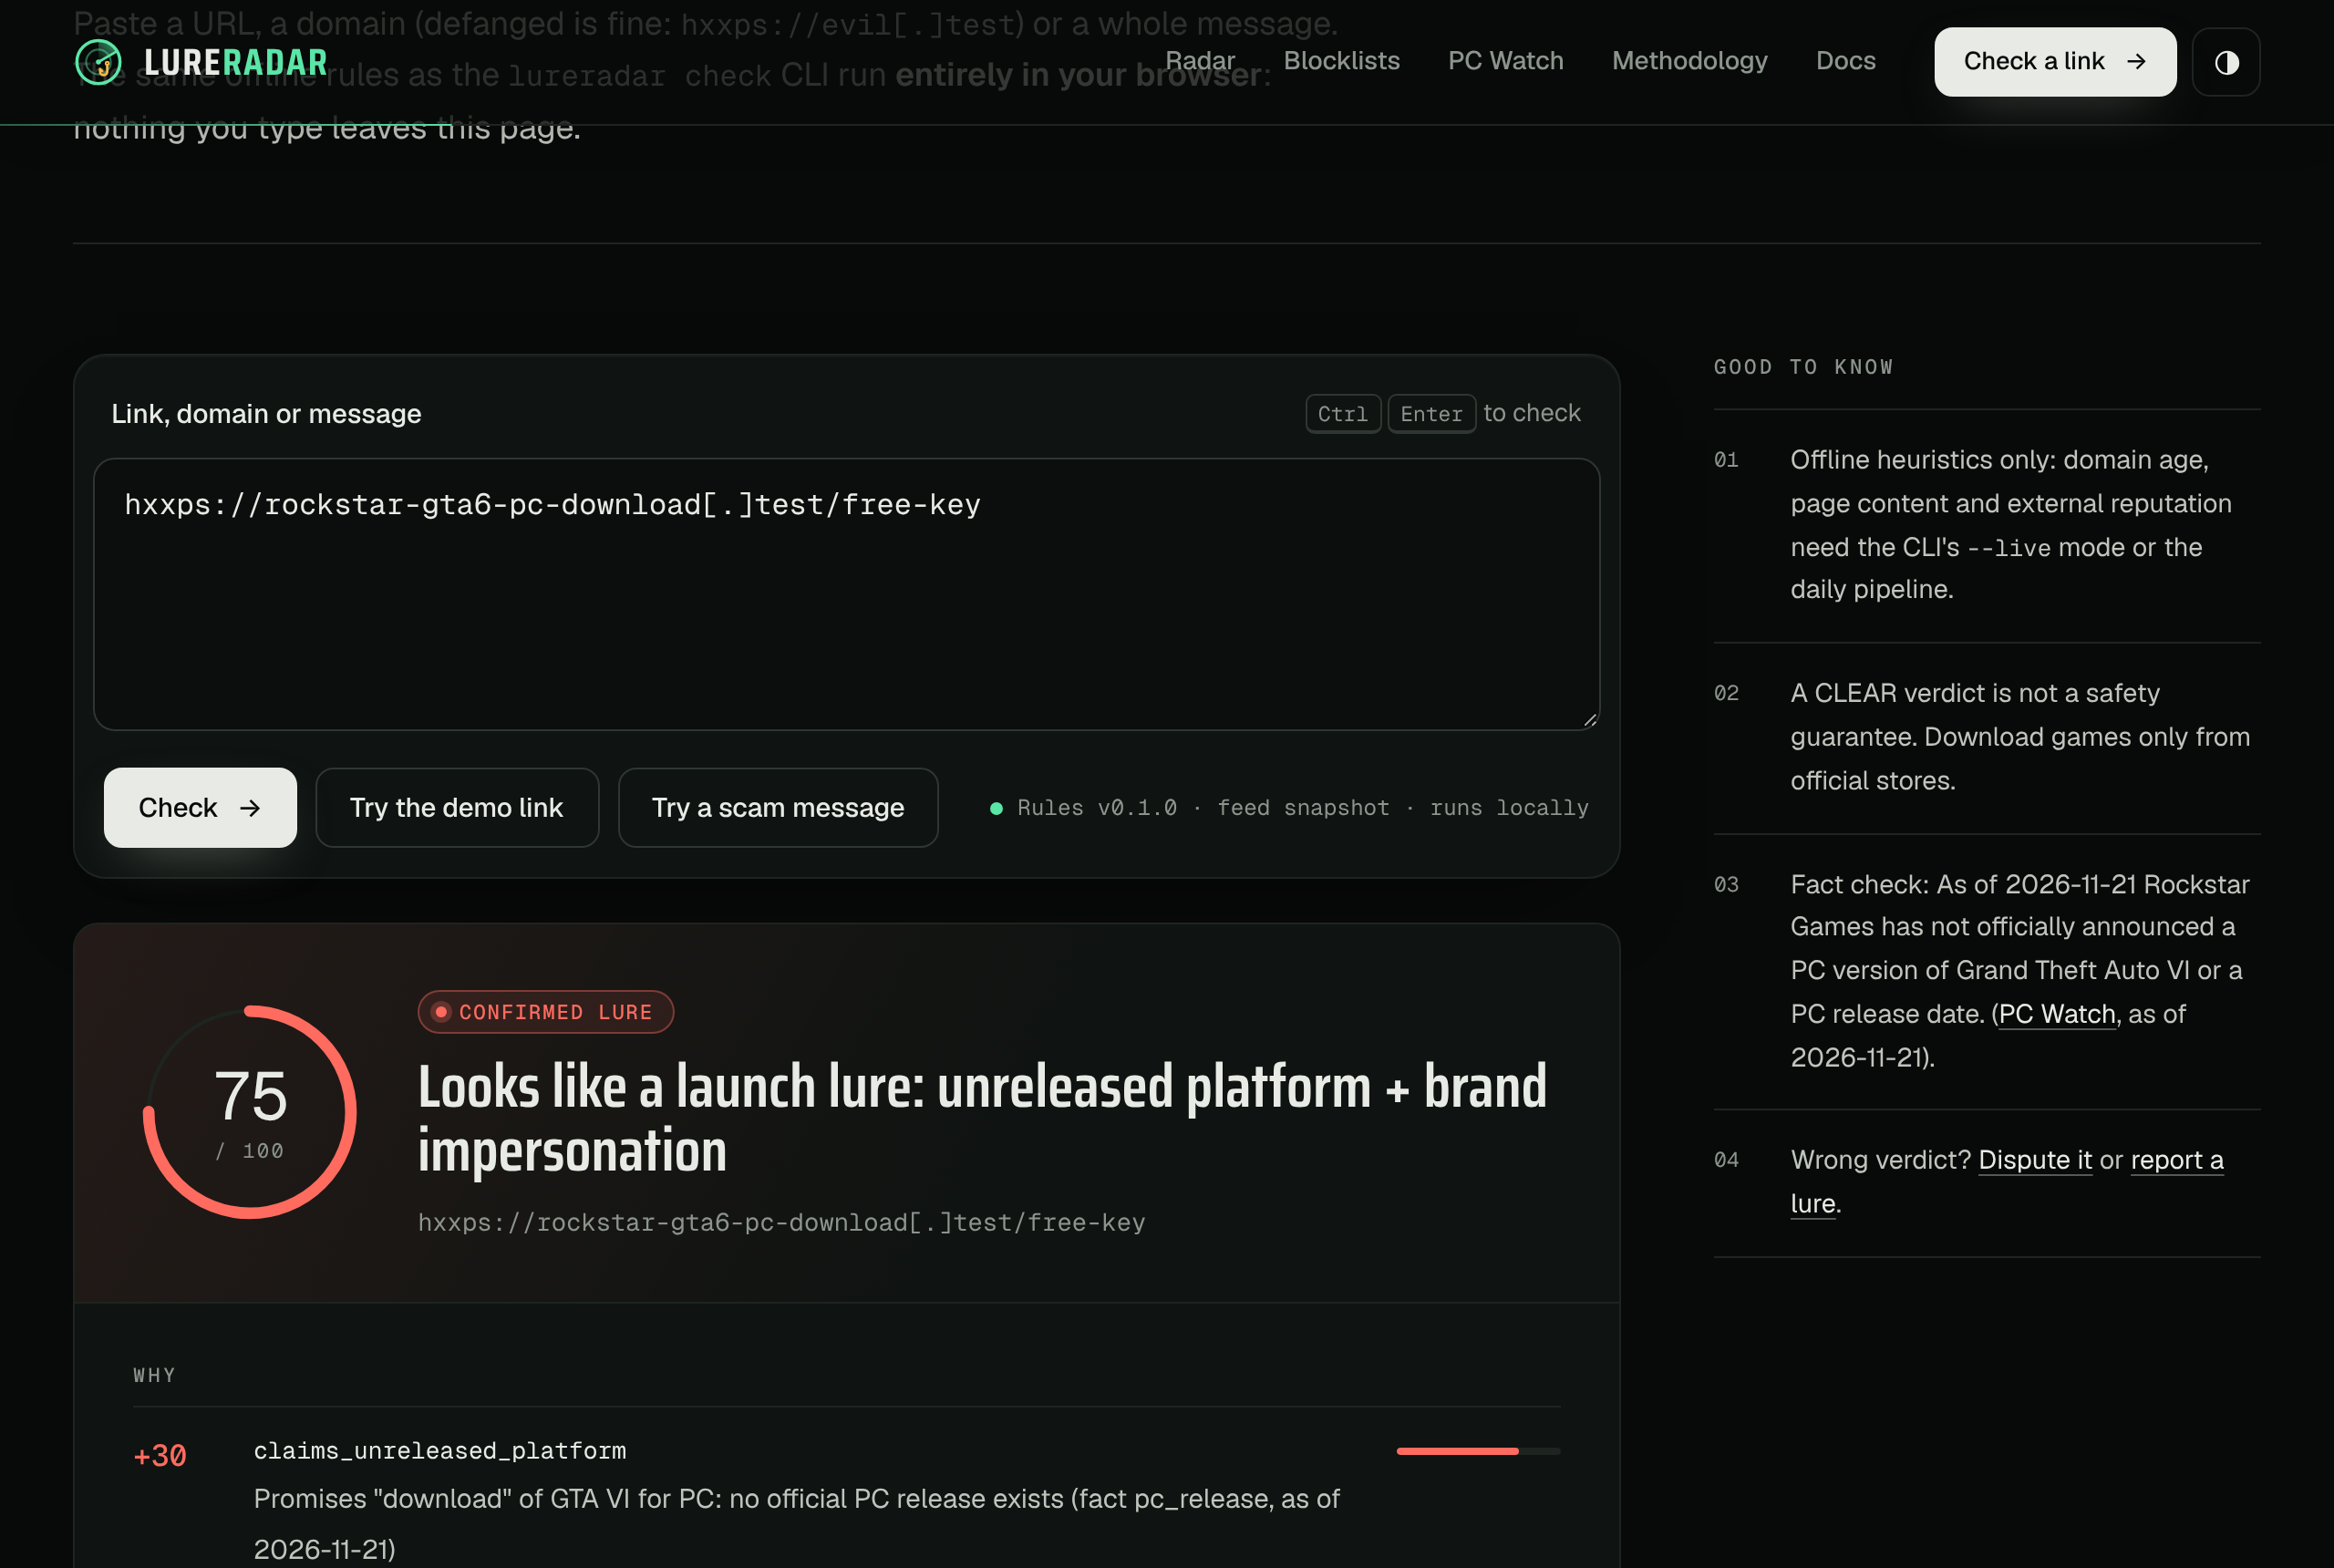 Paste a URL, a domain (defanged is fine: hxxps://evil[.]test) or a whole message.
LURERADAR
Radar
Blocklists
PC Watch
Methodology
Docs
Check a link →
The same offline rules as the lureradar check CLI run entirely in your browser:
nothing you type leaves this page.
Link, domain or message
Ctrl Enter to check
hxxps://rockstar-gta6-pc-download[.]test/free-key
Check →
Try the demo link
Try a scam message
Rules v0.1.0 · feed snapshot · runs locally
CONFIRMED LURE
75
/ 100
Looks like a launch lure: unreleased platform + brand
impersonation
hxxps://rockstar-gta6-pc-download[.]test/free-key
WHY
+30
claims_unreleased_platform
Promises "download" of GTA VI for PC: no official PC release exists (fact pc_release, as of
2026-11-21)
GOOD TO KNOW
01
Offline heuristics only: domain age,
page content and external reputation
need the CLI's --live mode or the
daily pipeline.
02
A CLEAR verdict is not a safety
guarantee. Download games only from
official stores.
03
Fact check: As of 2026-11-21 Rockstar
Games has not officially announced a
PC version of Grand Theft Auto VI or a
PC release date. (PC Watch, as of
2026-11-21).
04
Wrong verdict? Dispute it or report a
lure.